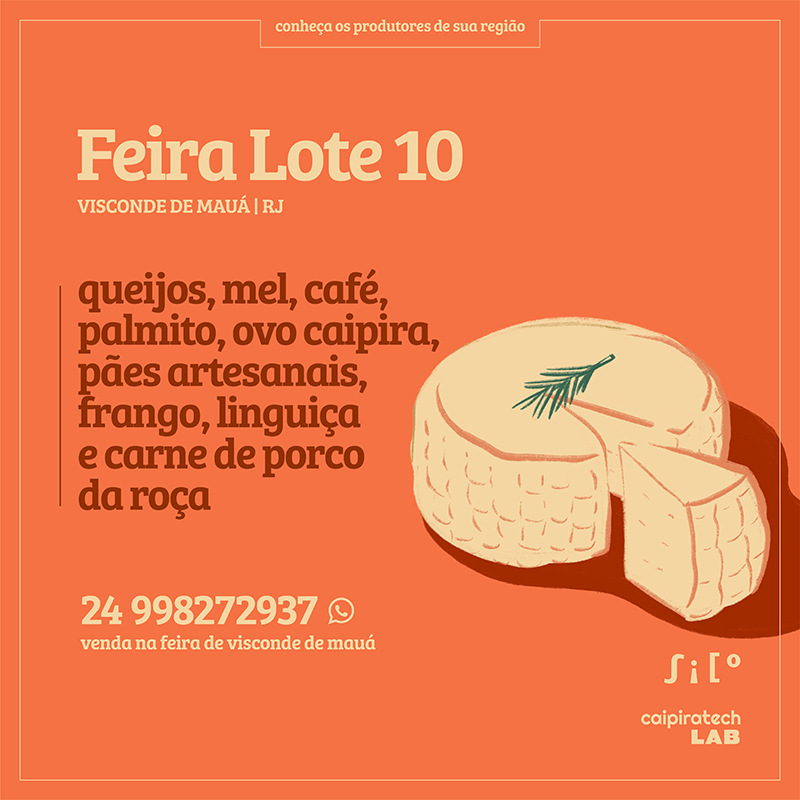 conheça os produtores de sua região
Feira Lote 10
VISCONDE DE MAUÁ | RJ
queijos, mel, café,
palmito, ovo caipira,
pães artesanais,
frango, linguiça
e carne de porco
da roça
24 998272937
venda na feira de visconde de mauá
silo
caipiratech
LAB